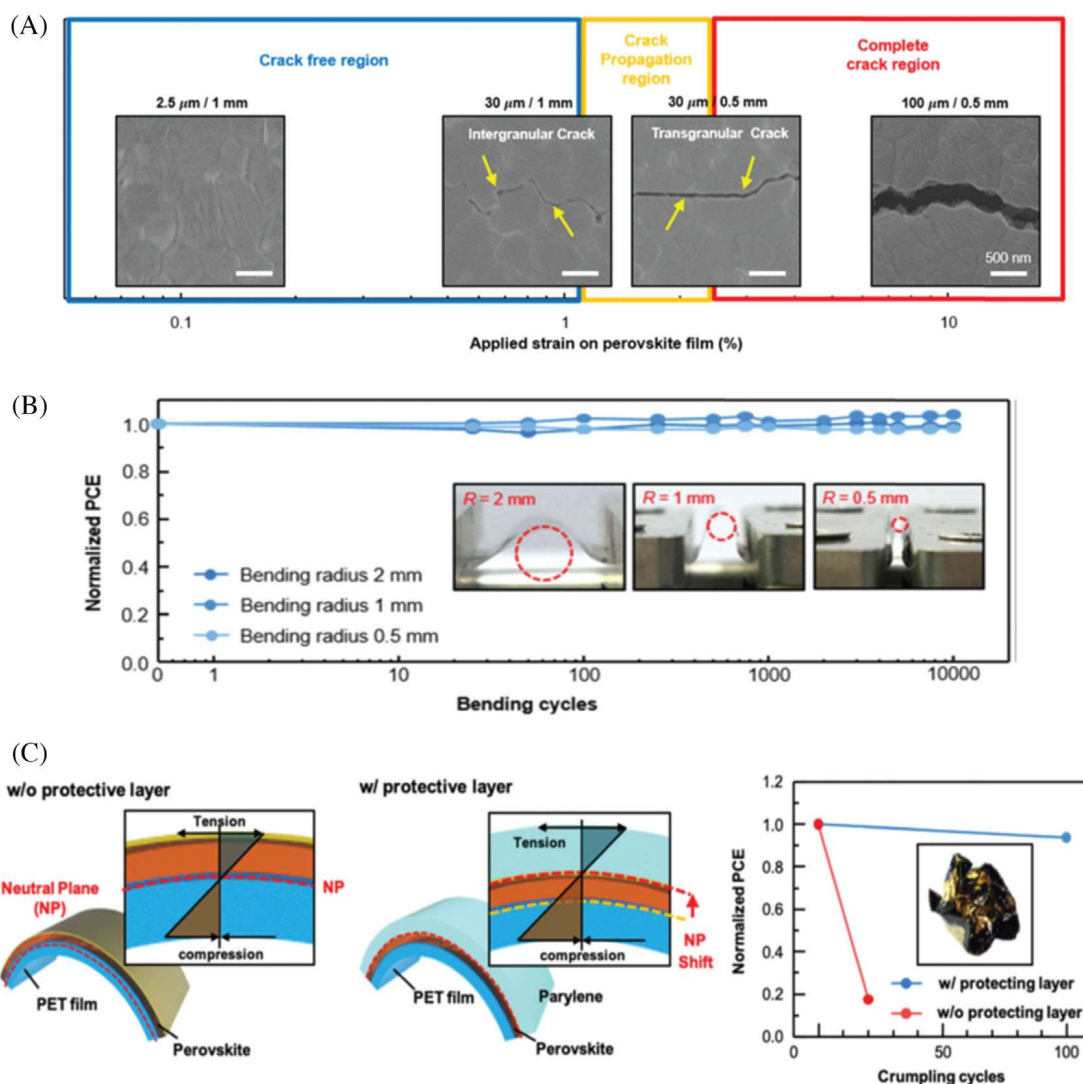 (A)
Crack free region
Crack
Propagation
region
Complete
crack region
2.5 μm / 1 mm
30 μm / 1 mm
30 μm / 0.5 mm
100 μm / 0.5 mm
Intergranular Crack
Transgranular Crack
500 nm
0.1
1
10
Applied strain on perovskite film (%)
(B)
Normalized PCE
1.0
0.8
0.6
0.4
0.2
0.0
R = 2 mm
R = 1 mm
R = 0.5 mm
Bending radius 2 mm
Bending radius 1 mm
Bending radius 0.5 mm
0
1
10
100
1000
10000
Bending cycles
(C)
w/o protective layer
Tension
Neutral Plane
(NP)
NP
compression
PET film
Perovskite
w/ protective layer
Tension
NP
Shift
compression
PET film
Parylene
Perovskite
Normalized PCE
1.2
1.0
0.8
0.6
0.4
0.2
0.0
w/ protecting layer
w/o protecting layer
0
50
100
Crumpling cycles